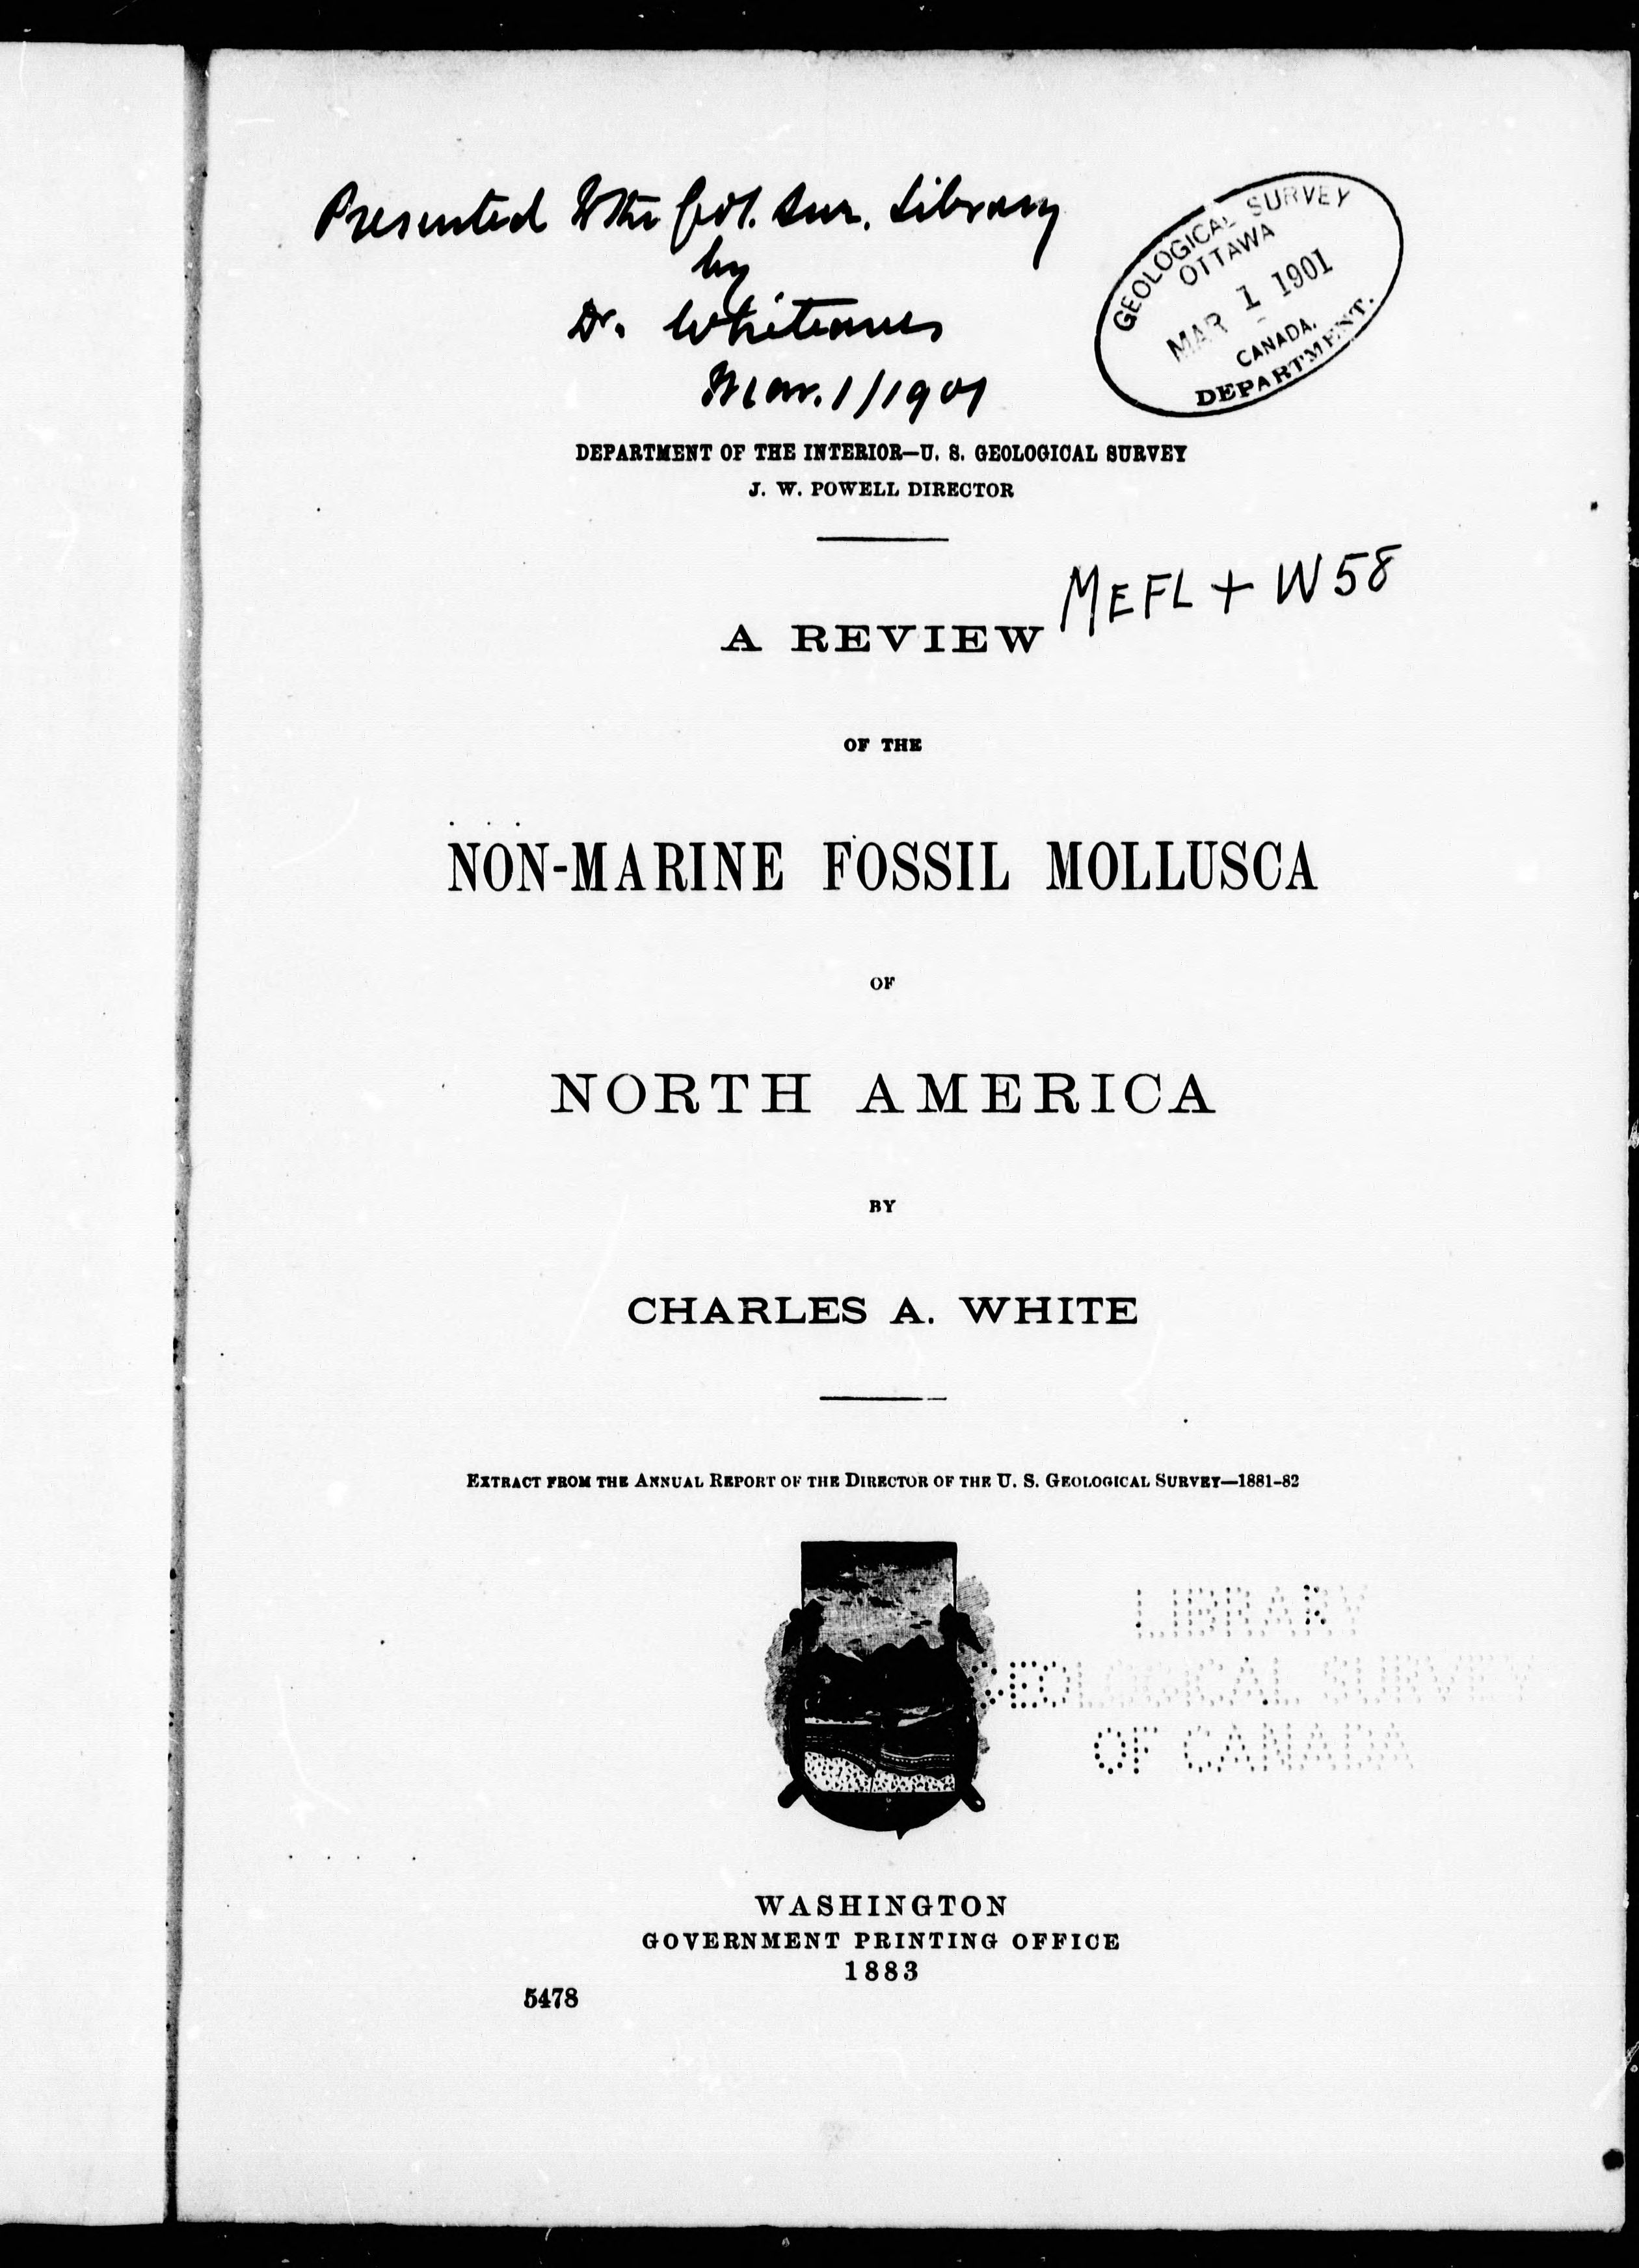 Presented to the Geol. Sur. Library
by
Dr. Whiteaves
Mar. 1/1901
GEOLOGICAL SURVEY
OTTAWA
MAR 1 1901
CANADA.
DEPARTMENT.
DEPARTMENT OF THE INTERIOR—U. S. GEOLOGICAL SURVEY
J. W. POWELL DIRECTOR
MEFL + W58
A REVIEW
OF THE
NON-MARINE FOSSIL MOLLUSCA
OF
NORTH AMERICA
BY
CHARLES A. WHITE
EXTRACT FROM THE ANNUAL REPORT OF THE DIRECTOR OF THE U. S. GEOLOGICAL SURVEY—1881-82
LIBRARY
GEOLOGICAL SURVEY
OF CANADA
WASHINGTON
GOVERNMENT PRINTING OFFICE
1883
5478